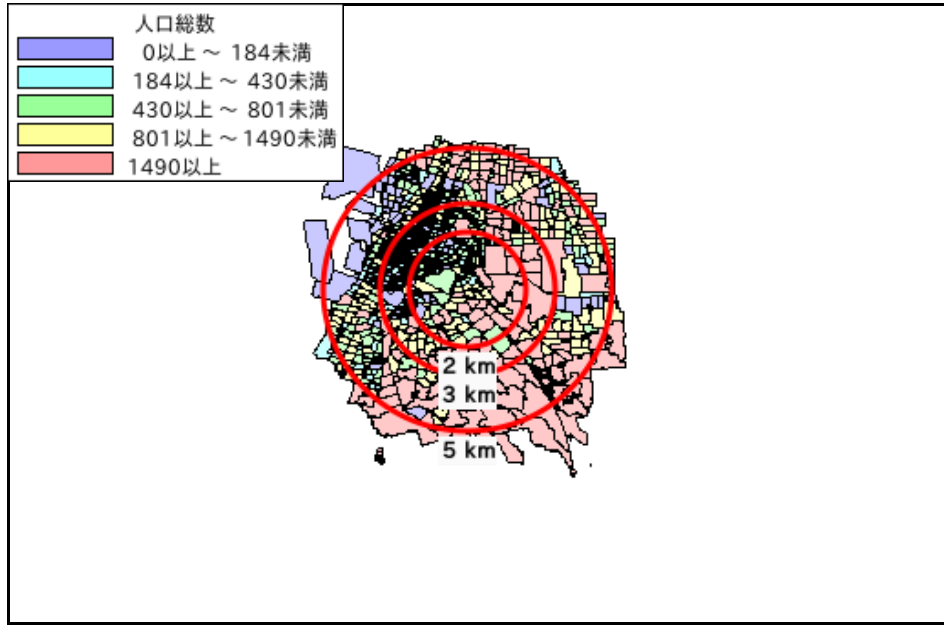 人口総数
0以上 ～ 184未満
184以上 ～ 430未満
430以上 ～ 801未満
801以上 ～ 1490未満
1490以上
2 km
3 km
5 km